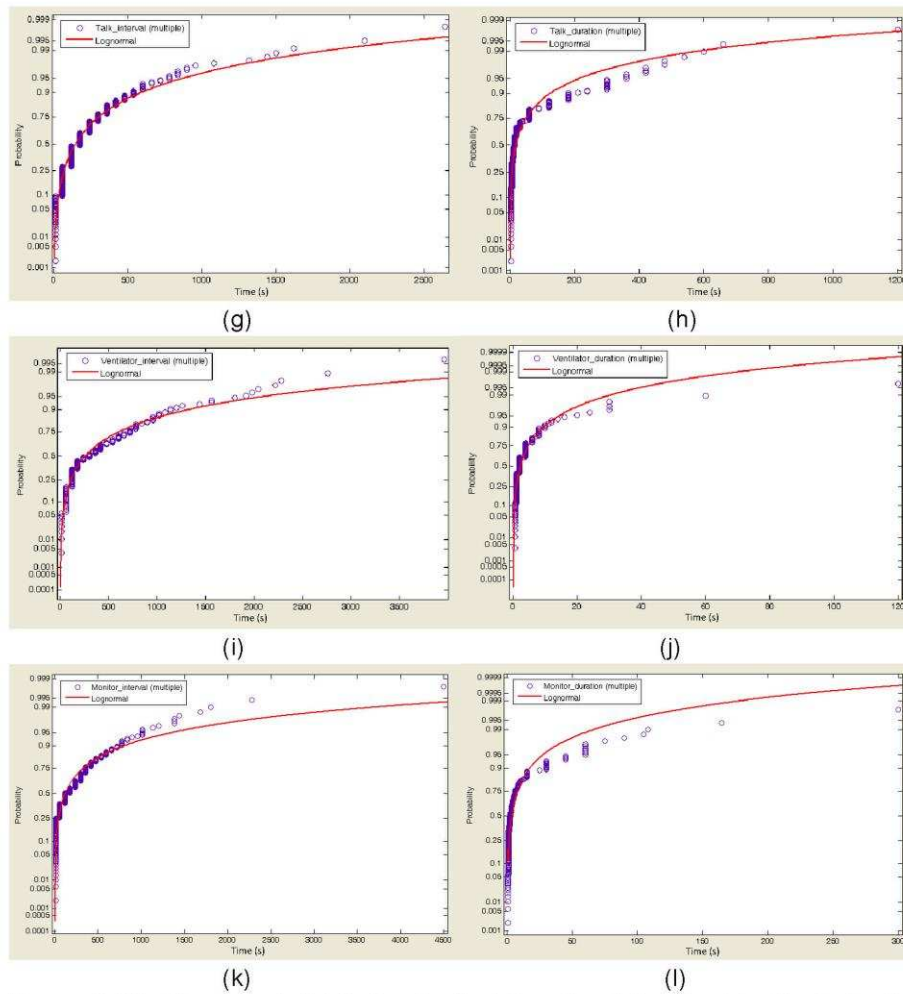 0.999
0.995
0.99
0.95
0.9
0.75
0.5
0.25
0.1
0.05
0.01
0.005
0.001
Talk_interval (multiple)
Lognormal
Probability
0 500 1000 1500 2000 2500
Time (s)
(g)
0.999
0.995
0.99
0.95
0.9
0.75
0.5
0.25
0.1
0.05
0.01
0.005
0.001
Talk_duration (multiple)
Lognormal
Probability
0 200 400 600 800 1000 1200
Time (s)
(h)
0.995
0.99
0.95
0.9
0.75
0.5
0.25
0.1
0.05
0.01
0.005
0.001
0.0005
0.0001
Ventilator_interval (multiple)
Lognormal
Probability
0 500 1000 1500 2000 2500 3000 3500
Time (s)
(i)
0.9999
0.9995
0.999
0.995
0.99
0.95
0.9
0.75
0.5
0.25
0.1
0.05
0.01
0.005
0.001
0.0005
0.0001
Ventilator_duration (multiple)
Lognormal
Probability
0 20 40 60 80 100 120
Time (s)
(j)
0.999
0.995
0.99
0.95
0.9
0.75
0.5
0.25
0.1
0.05
0.01
0.005
0.001
0.0005
0.0001
Monitor_interval (multiple)
Lognormal
Probability
0 500 1000 1500 2000 2500 3000 3500 4000 4500
Time (s)
(k)
0.9999
0.9995
0.999
0.995
0.99
0.95
0.9
0.75
0.5
0.25
0.1
0.05
0.01
0.005
0.001
Monitor_duration (multiple)
Lognormal
Probability
0 50 100 150 200 250 300
Time (s)
(l)